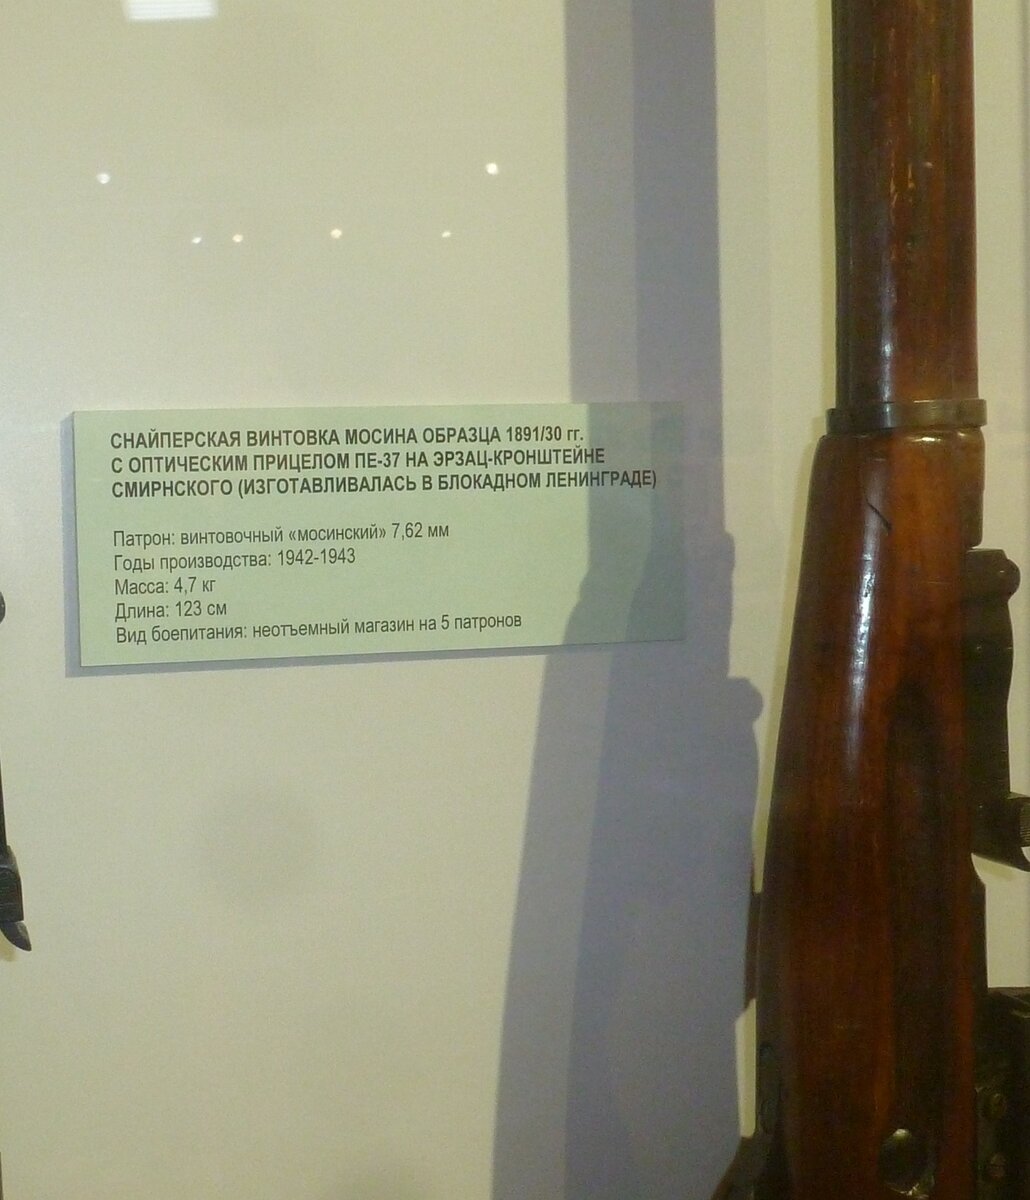 СНАЙПЕРСКАЯ ВИНТОВКА МОСИНА ОБРАЗЦА 1891/30 гг.
С ОПТИЧЕСКИМ ПРИЦЕЛОМ ПЕ-37 НА ЭРЗАЦ-КРОНШТЕЙНЕ
СМИРНСКОГО (ИЗГОТАВЛИВАЛАСЬ В БЛОКАДНОМ ЛЕНИНГРАДЕ)
Патрон: винтовочный «мосинский» 7,62 мм
Годы производства: 1942-1943
Масса: 4,7 кг
Длина: 123 см
Вид боепитания: неотъемный магазин на 5 патронов